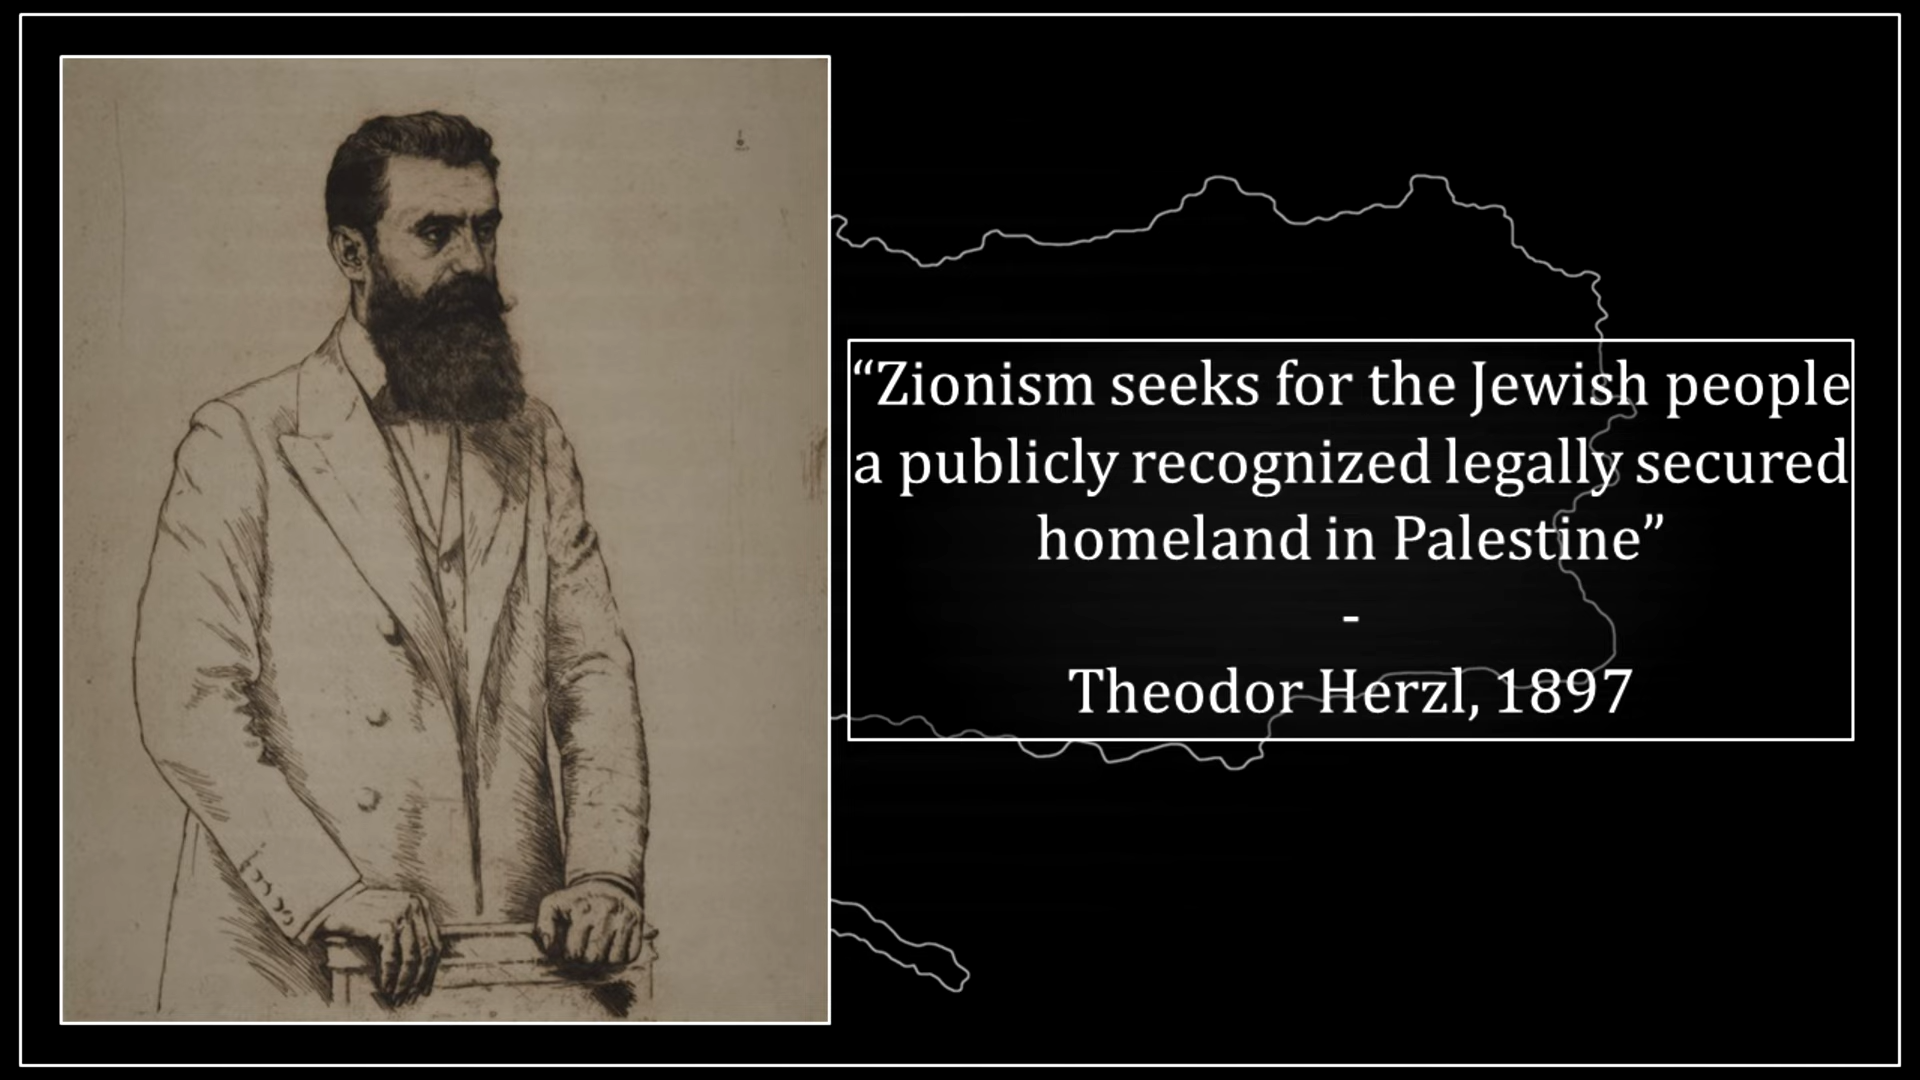 “Zionism seeks for the Jewish people
a publicly recognized legally secured
homeland in Palestine”
-
Theodor Herzl, 1897